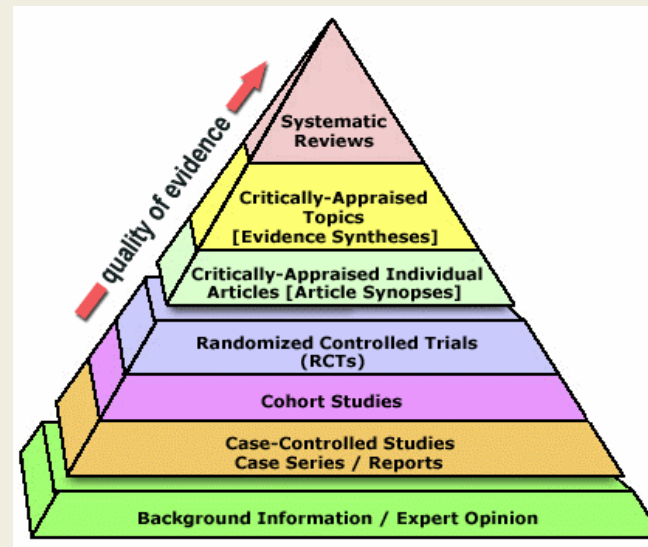 quality of evidence
Systematic
Reviews
Critically-Appraised
Topics
[Evidence Syntheses]
Critically-Appraised Individual
Articles [Article Synopses]
Randomized Controlled Trials
(RCTs)
Cohort Studies
Case-Controlled Studies
Case Series / Reports
Background Information / Expert Opinion